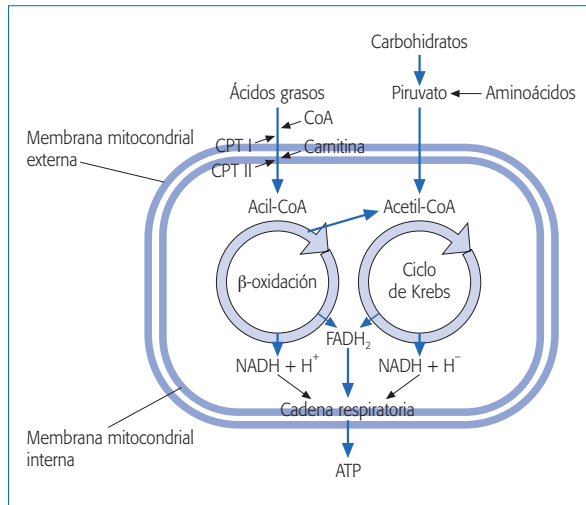 Carbohidratos
Ácidos grasos
Piruvato
Aminoácidos
CoA
Membrana mitocondrial
externa
CPT I
Carnitina
CPT II
Acil-CoA
Acetil-CoA
β-oxidación
Ciclo
de Krebs
FADH₂
NADH + H⁺
NADH + H⁻
Cadena respiratoria
Membrana mitocondrial
interna
ATP